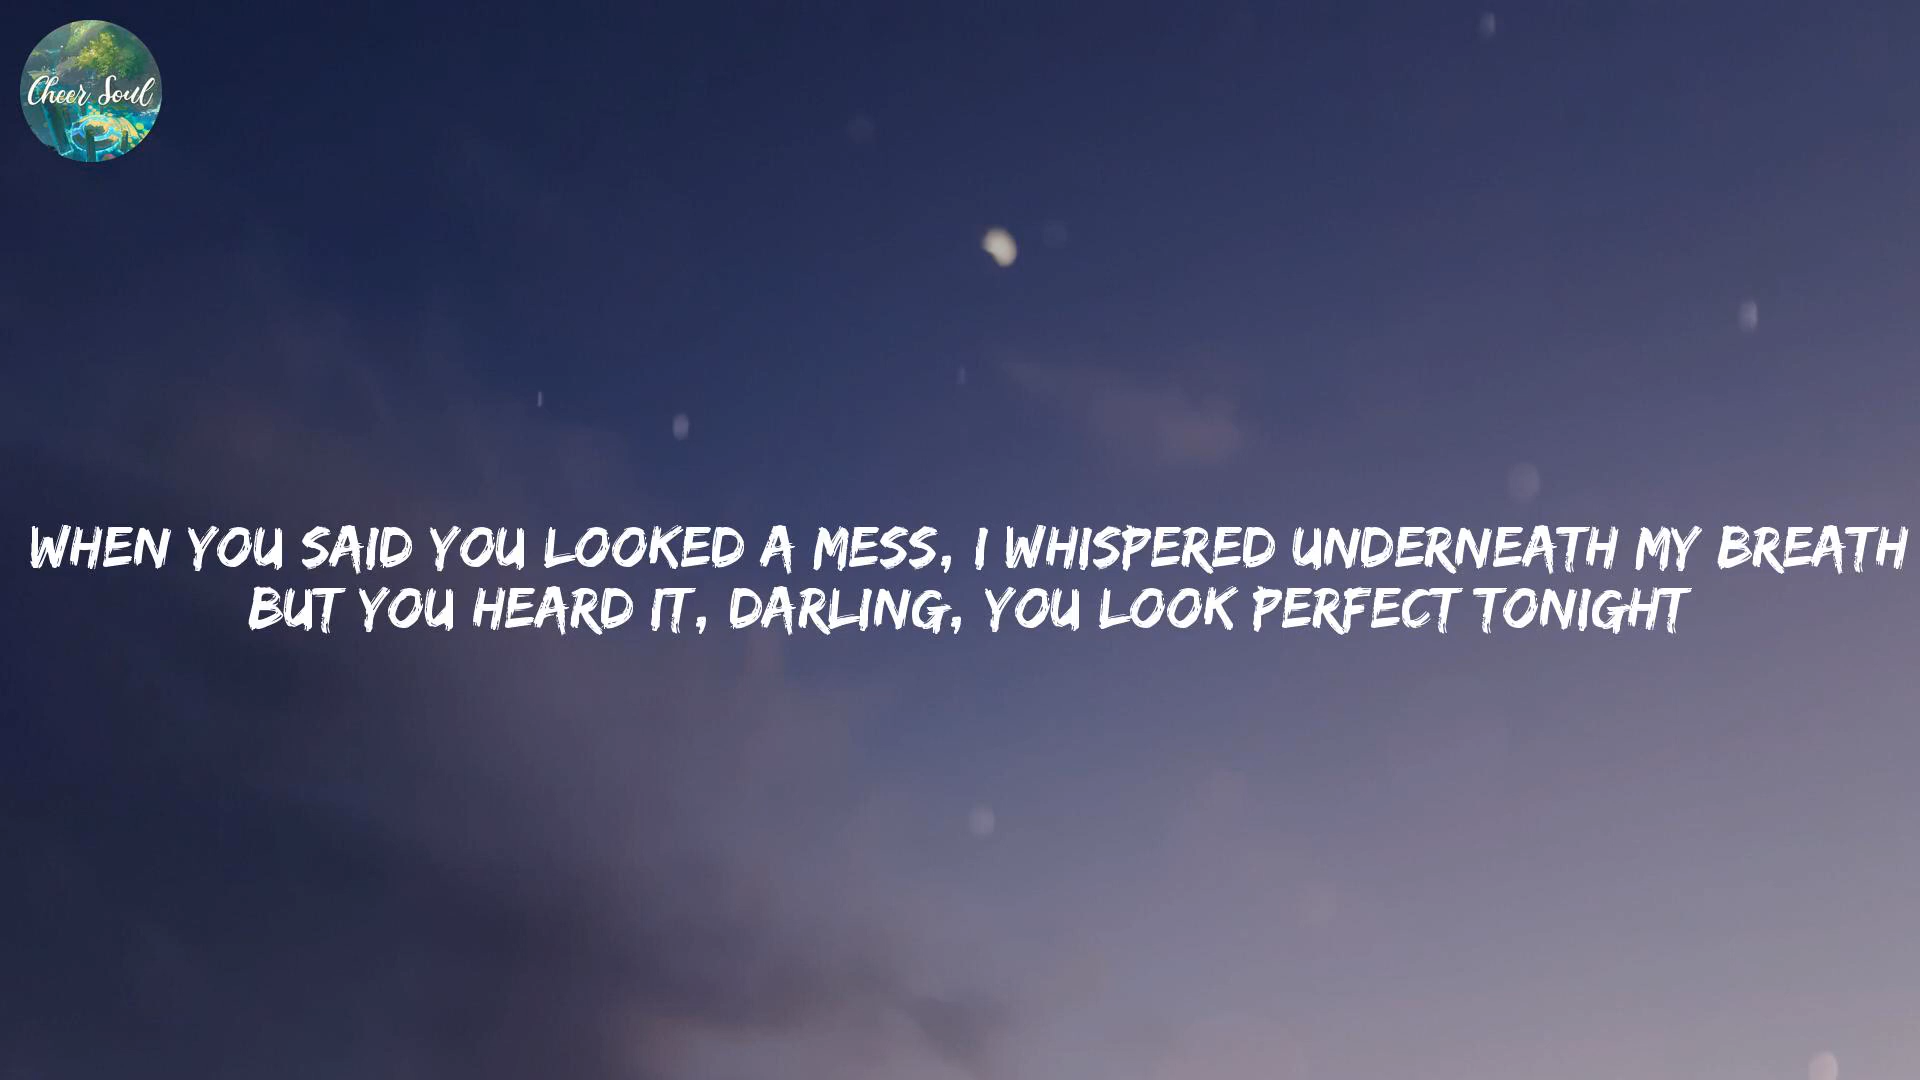 Cheer Soul
WHEN YOU SAID YOU LOOKED A MESS, I WHISPERED UNDERNEATH MY BREATH
BUT YOU HEARD IT, DARLING, YOU LOOK PERFECT TONIGHT